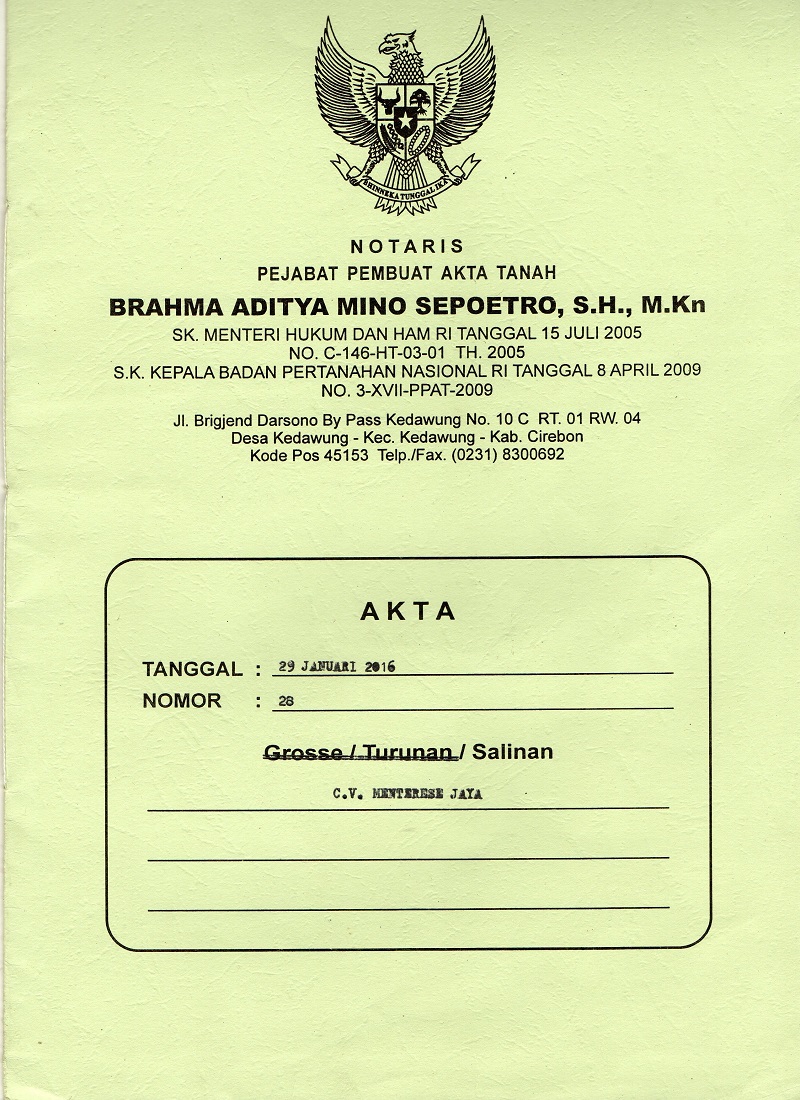 BHINNEKA TUNGGAL IKA
NOTARIS
PEJABAT PEMBUAT AKTA TANAH
BRAHMA ADITYA MINO SEPOETRO, S.H., M.Kn
SK. MENTERI HUKUM DAN HAM RI TANGGAL 15 JULI 2005
NO. C-146-HT-03-01 TH. 2005
S.K. KEPALA BADAN PERTANAHAN NASIONAL RI TANGGAL 8 APRIL 2009
NO. 3-XVII-PPAT-2009
Jl. Brigjend Darsono By Pass Kedawung No. 10 C RT. 01 RW. 04
Desa Kedawung - Kec. Kedawung - Kab. Cirebon
Kode Pos 45153 Telp./Fax. (0231) 8300692
AKTA
TANGGAL : 29 JANUARI 2016
NOMOR : 28
Grosse / Turunan / Salinan
C.V. MENTERESE JAYA